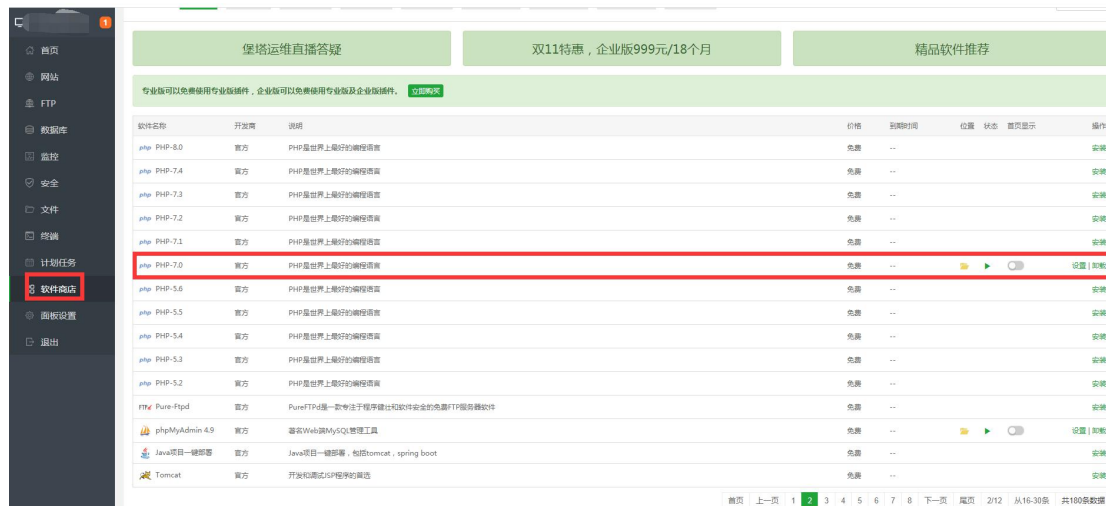 1
首页
网站
FTP
数据库
监控
安全
文件
终端
计划任务
软件商店
面板设置
退出
堡塔运维直播答疑 双11特惠，企业版999元/18个月 精品软件推荐
专业版可以免费使用专业版插件，企业版可以免费使用专业版及企业版插件。 立即购买
软件名称 开发商 说明 价格 到期时间 位置 状态 首页显示 操作
php PHP-8.0 官方 PHP是世界上最好的编程语言 免费 -- 安装
php PHP-7.4 官方 PHP是世界上最好的编程语言 免费 -- 安装
php PHP-7.3 官方 PHP是世界上最好的编程语言 免费 -- 安装
php PHP-7.2 官方 PHP是世界上最好的编程语言 免费 -- 安装
php PHP-7.1 官方 PHP是世界上最好的编程语言 免费 -- 安装
php PHP-7.0 官方 PHP是世界上最好的编程语言 免费 -- 设置 | 卸载
php PHP-5.6 官方 PHP是世界上最好的编程语言 免费 -- 安装
php PHP-5.5 官方 PHP是世界上最好的编程语言 免费 -- 安装
php PHP-5.4 官方 PHP是世界上最好的编程语言 免费 -- 安装
php PHP-5.3 官方 PHP是世界上最好的编程语言 免费 -- 安装
php PHP-5.2 官方 PHP是世界上最好的编程语言 免费 -- 安装
FTP Pure-Ftpd 官方 PureFTPd是一款专注于程序健壮和软件安全的免费FTP服务器软件 免费 -- 安装
phpMyAdmin 4.9 官方 著名Web端MySQL管理工具 免费 -- 设置 | 卸载
Java项目一键部署 官方 Java项目一键部署，包括tomcat，spring boot 免费 -- 安装
Tomcat 官方 开发和调试JSP程序的首选 免费 -- 安装
首页 上一页 1 2 3 4 5 6 7 8 下一页 尾页 2/12 从16-30条 共180条数据